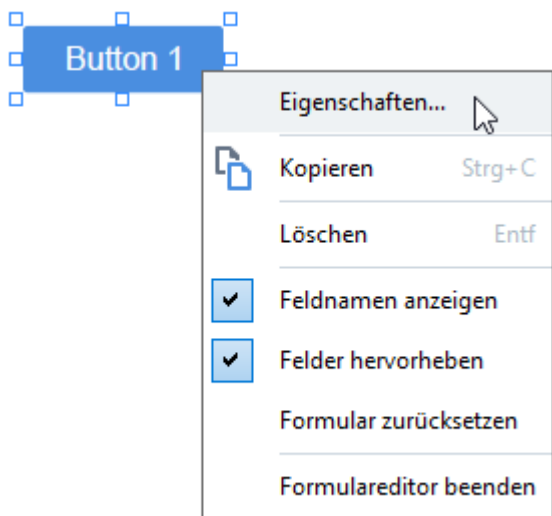 Button 1
Eigenschaften...
Kopieren Strg+C
Löschen Entf
Feldnamen anzeigen
Felder hervorheben
Formular zurücksetzen
Formulareditor beenden